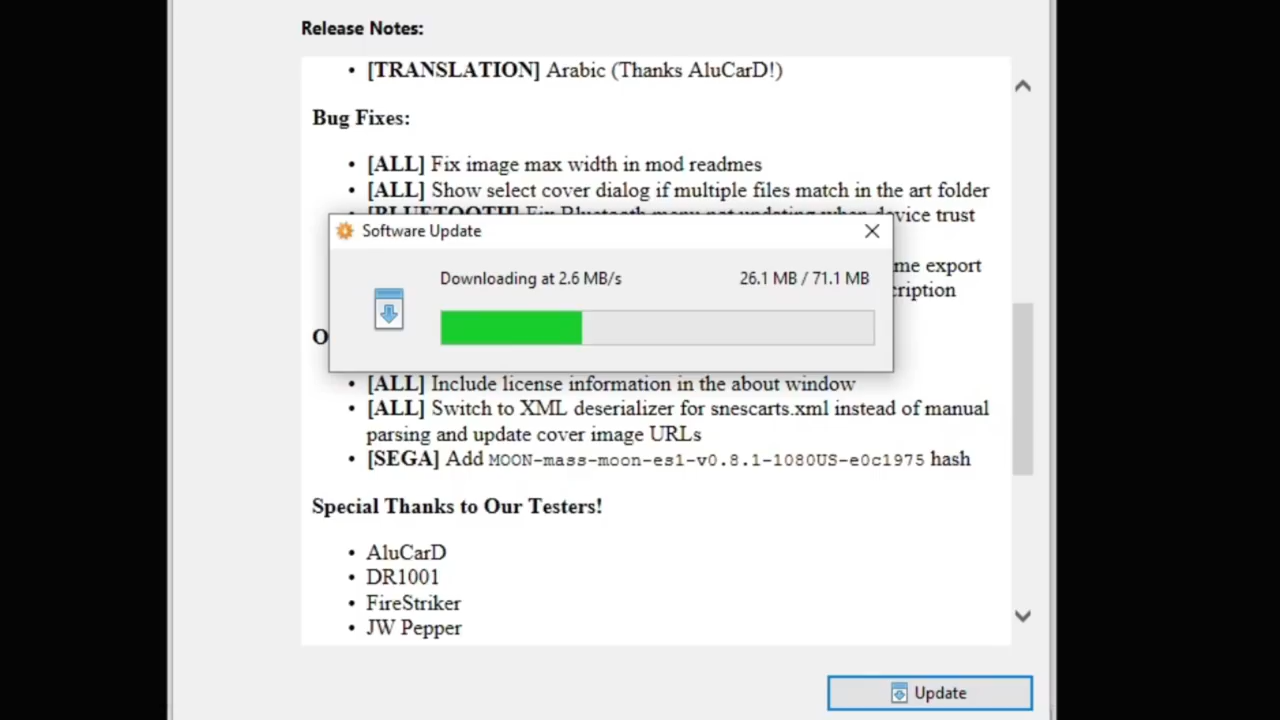 Release Notes:
• [TRANSLATION] Arabic (Thanks AluCarD!)
Bug Fixes:
• [ALL] Fix image max width in mod readmes
• [ALL] Show select cover dialog if multiple files match in the art folder
device trust
Software Update
Downloading at 2.6 MB/s
26.1 MB / 71.1 MB
export
• [ALL] Include license information in the about window
• [ALL] Switch to XML deserializer for snescarts.xml instead of manual
parsing and update cover image URLs
• [SEGA] Add MOON-mass-moon-es1-v0.8.1-1080US-e0c1975 hash
Special Thanks to Our Testers!
• AluCarD
• DR1001
• FireStriker
• JW Pepper
Update